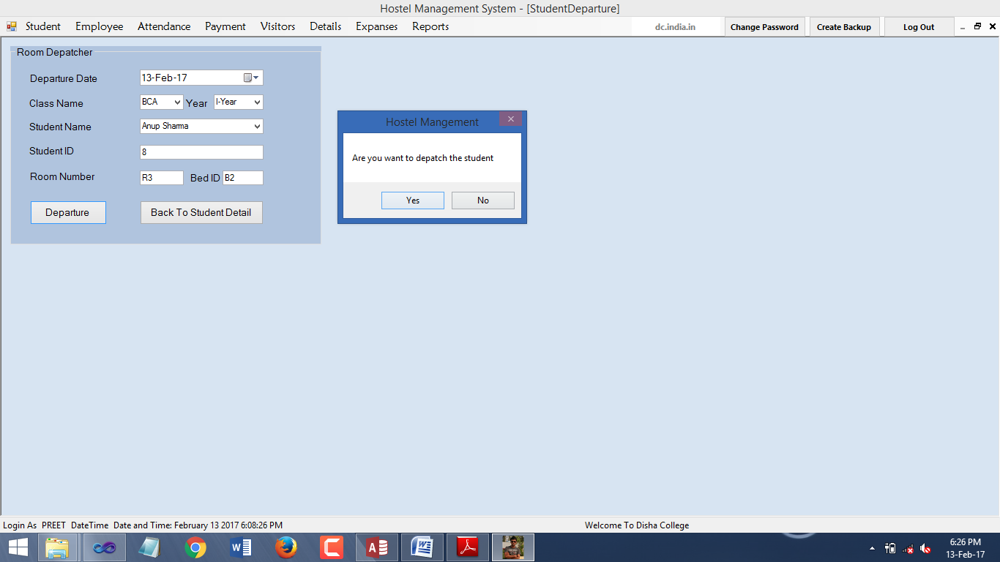 Hostel Management System - [StudentDeparture]
Student Employee Attendance Payment Visitors Details Expanses Reports dc.india.in Change Password Create Backup Log Out
Room Depatcher
Departure Date 13-Feb-17
Class Name BCA Year I-Year
Student Name Anup Sharma
Student ID 8
Room Number R3 Bed ID B2
Departure Back To Student Detail
Hostel Mangement
Are you want to depatch the student
Yes No
Login As PREET DateTime Date and Time: February 13 2017 6:08:26 PM Welcome To Disha College
6:26 PM
13-Feb-17